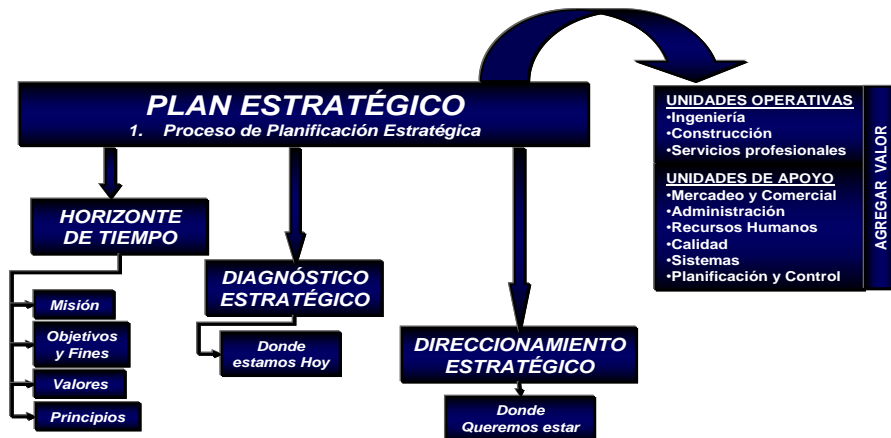 PLAN ESTRATÉGICO
1. Proceso de Planificación Estratégica
UNIDADES OPERATIVAS
•Ingeniería
•Construcción
•Servicios profesionales
UNIDADES DE APOYO
•Mercadeo y Comercial
•Administración
•Recursos Humanos
•Calidad
•Sistemas
•Planificación y Control
AGREGAR VALOR
HORIZONTE
DE TIEMPO
Misión
Objetivos
y Fines
Valores
Principios
DIAGNÓSTICO
ESTRATÉGICO
Donde
estamos Hoy
DIRECCIONAMIENTO
ESTRATÉGICO
Donde
Queremos estar